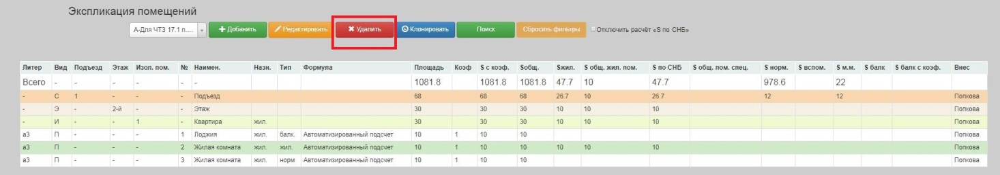 Экспликация помещений
А-Для ЧТЗ 17.1 п.... Добавить Редактировать Удалить Клонировать Поиск Сбросить фильтры Отключить расчёт «S по СНБ»
Литер Вид Подъезд Этаж Изол. пом. № Наимен. Назн. Тип Формула Площадь Коэф S с коэф. Sобщ. Sжил. S общ. жил. пом. S по СНБ S общ. пом. спец. S норм. S вспом. S м.м. S балк S балк с коэф. Внес
Всего - - - - - - 1081.8 1081.8 1081.8 47.7 10 47.7 978.6 22
- С 1 - - - Подъезд 68 68 68 26.7 10 26.7 12 12 Попкова
- Э - 2-й - - Этаж 30 30 30 10 10 10 Попкова
- И - - 1 - Квартира жил. 30 30 30 10 10 10 Попкова
а3 П - - - 1 Лоджия жил. балк. Автоматизированный подсчет 10 1 10 10 Попкова
а3 П - - - 2 Жилая комната жил. жил. Автоматизированный подсчет 10 1 10 10 10 10 10 Попкова
а3 П - - - 3 Жилая комната жил. норм Автоматизированный подсчет 10 1 10 10 Попкова